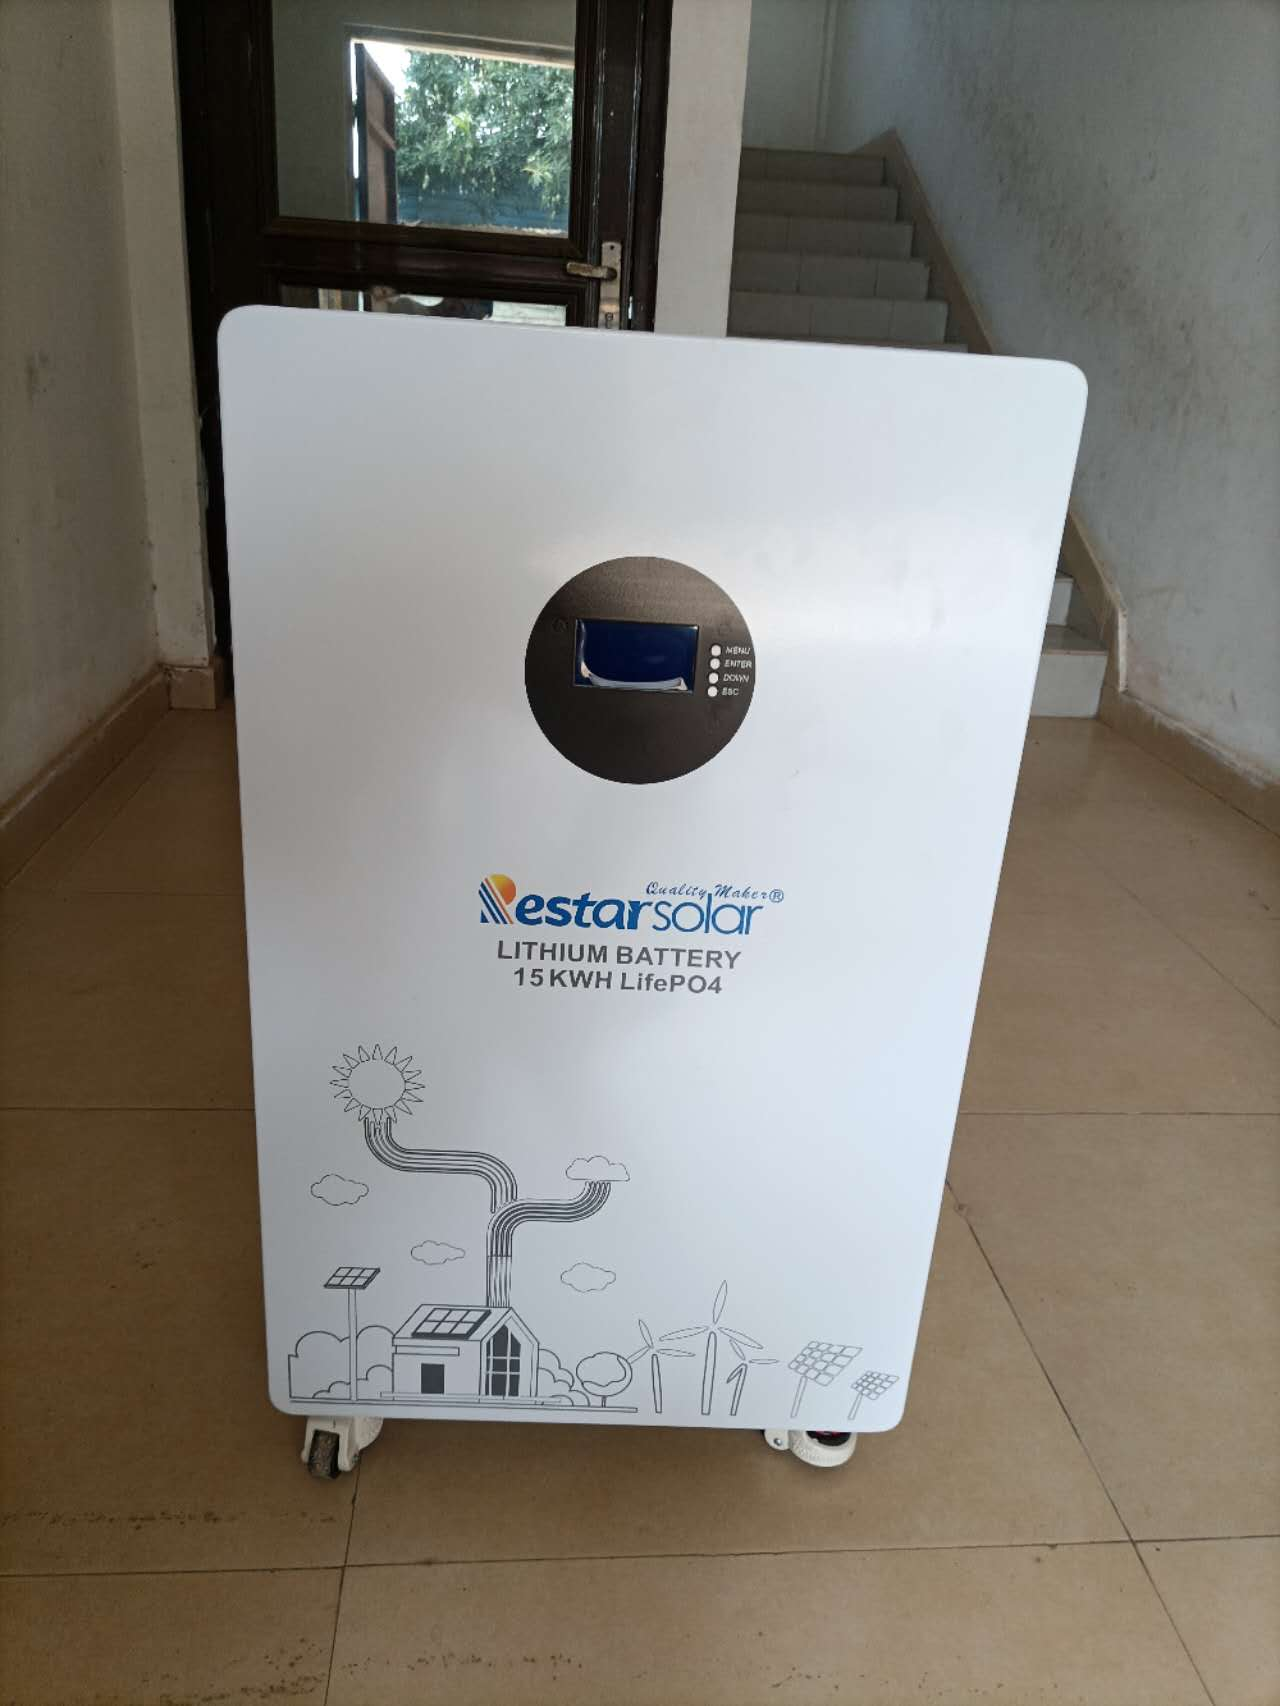 MENU
ENTER
DOWN
ESC
Quality Maker®
Restarsolar
LITHIUM BATTERY
15KWH LifePO4